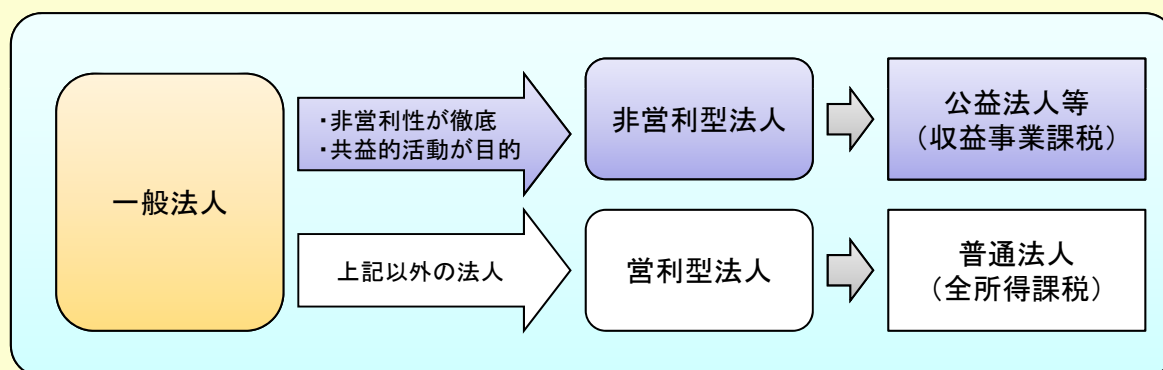 一般法人
・非営利性が徹底
・共益的活動が目的
非営利型法人
公益法人等
（収益事業課税）
上記以外の法人
営利型法人
普通法人
（全所得課税）